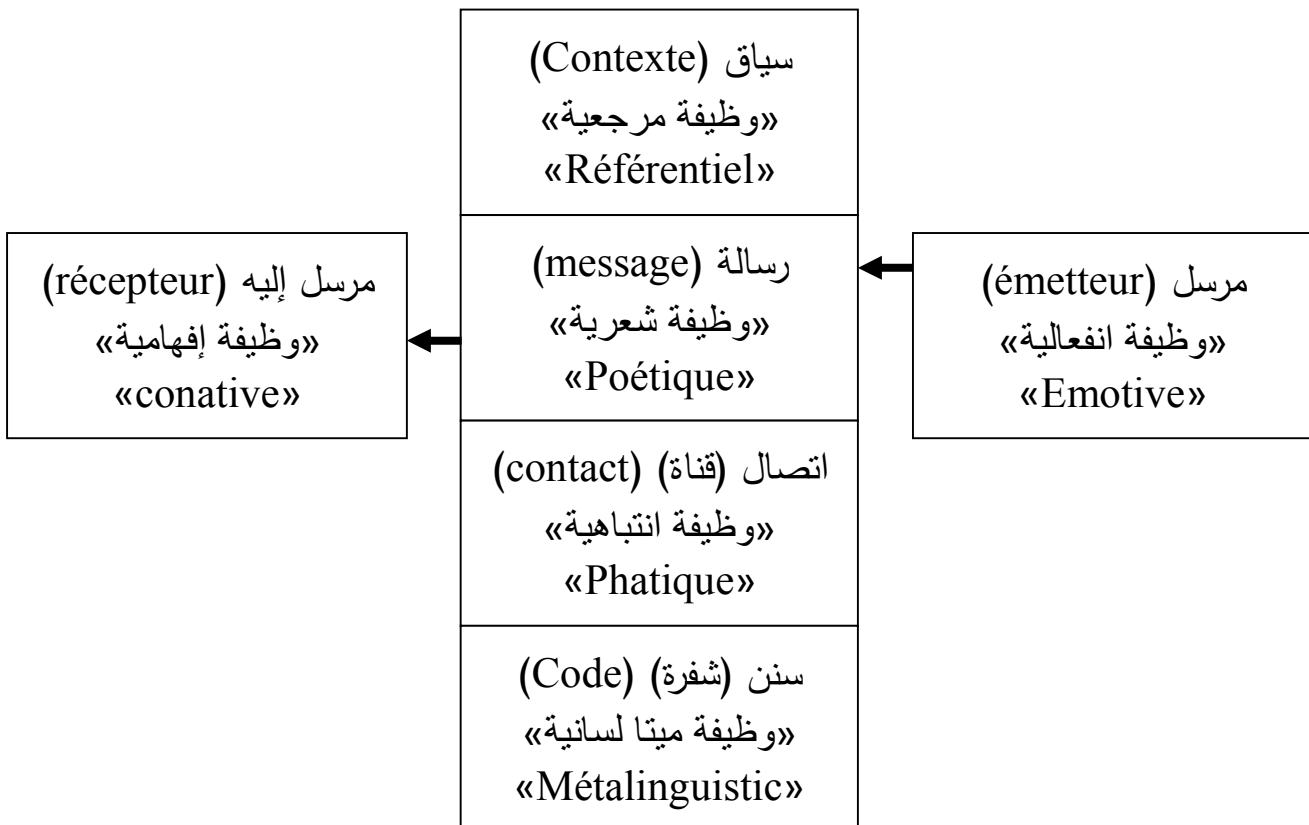 سياق (Contexte)
«وظيفة مرجعية»
«Référentiel»
مرسل (émetteur)
«وظيفة انفعالية»
«Emotive»
رسالة (message)
«وظيفة شعرية»
«Poétique»
مرسل إليه (récepteur)
«وظيفة إفهامية»
«conative»
اتصال (قناة) (contact)
«وظيفة انتباهية»
«Phatique»
سنن (شفرة) (Code)
«وظيفة ميتا لسانية»
«Métalinguistic»